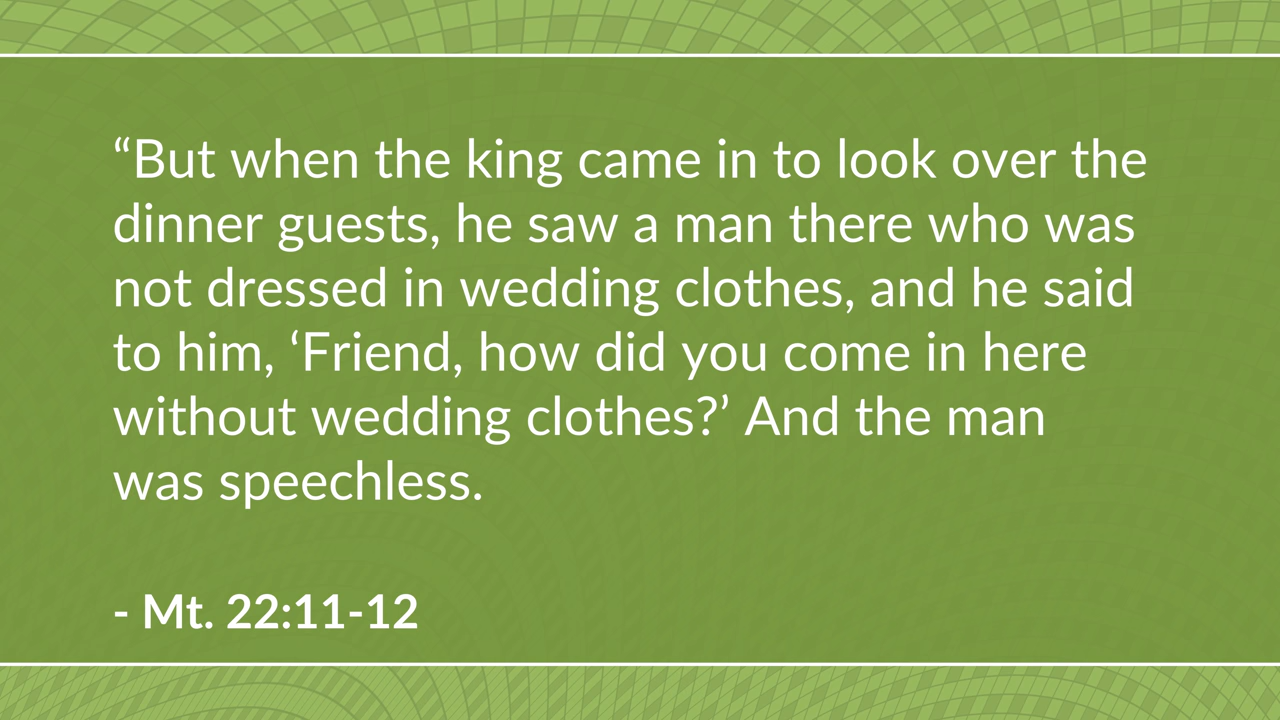 “But when the king came in to look over the
dinner guests, he saw a man there who was
not dressed in wedding clothes, and he said
to him, ‘Friend, how did you come in here
without wedding clothes?’ And the man
was speechless.
- Mt. 22:11-12